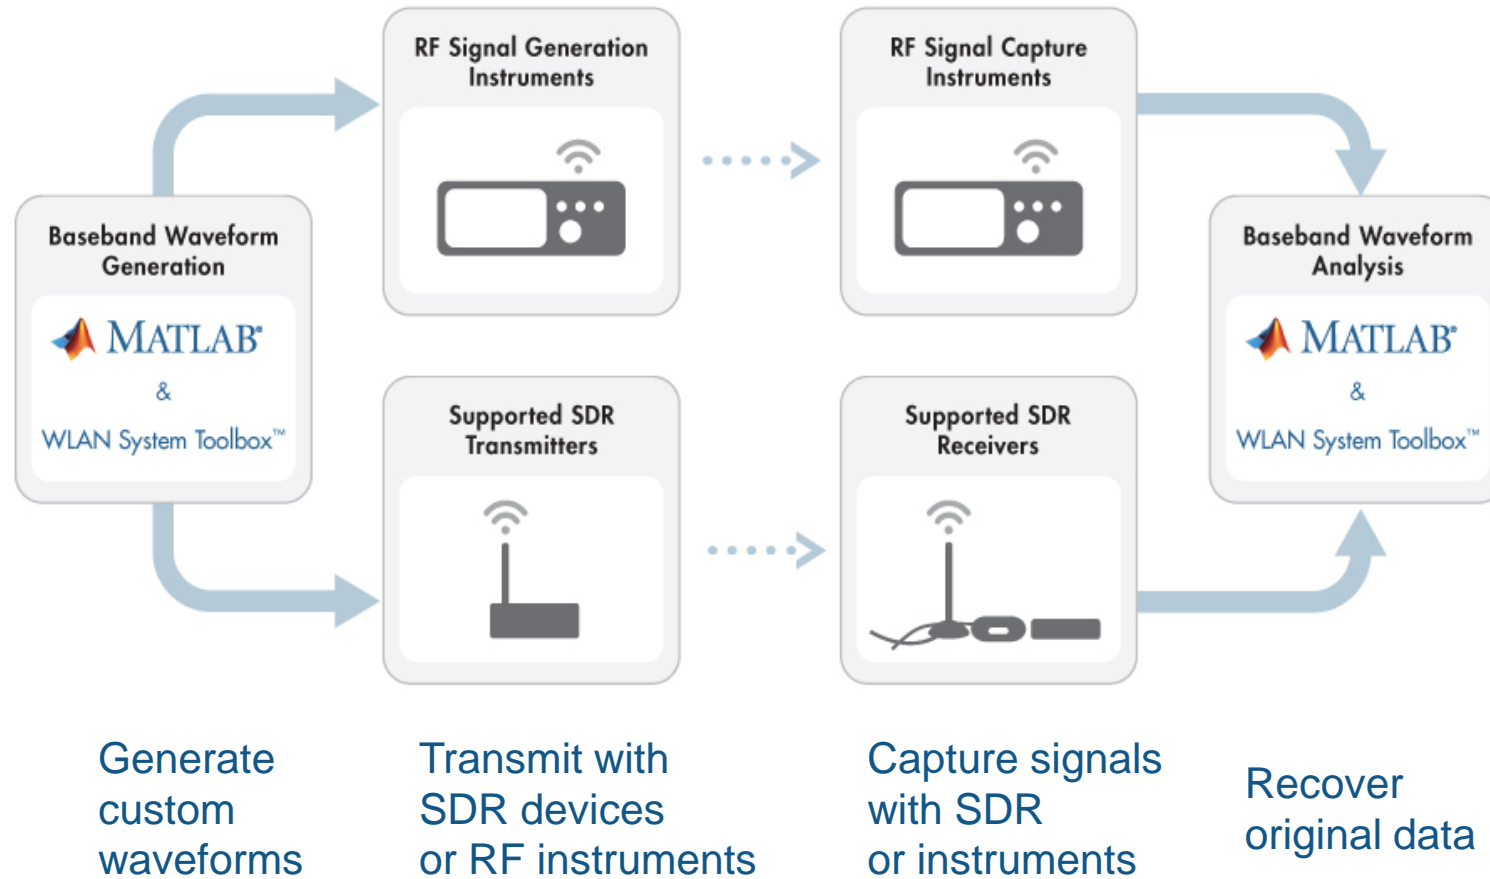 RF Signal Generation
Instruments
RF Signal Capture
Instruments
Baseband Waveform
Generation
MATLAB®
&
WLAN System Toolbox™
Baseband Waveform
Analysis
MATLAB®
&
WLAN System Toolbox™
Supported SDR
Transmitters
Supported SDR
Receivers
Generate
custom
waveforms
Transmit with
SDR devices
or RF instruments
Capture signals
with SDR
or instruments
Recover
original data